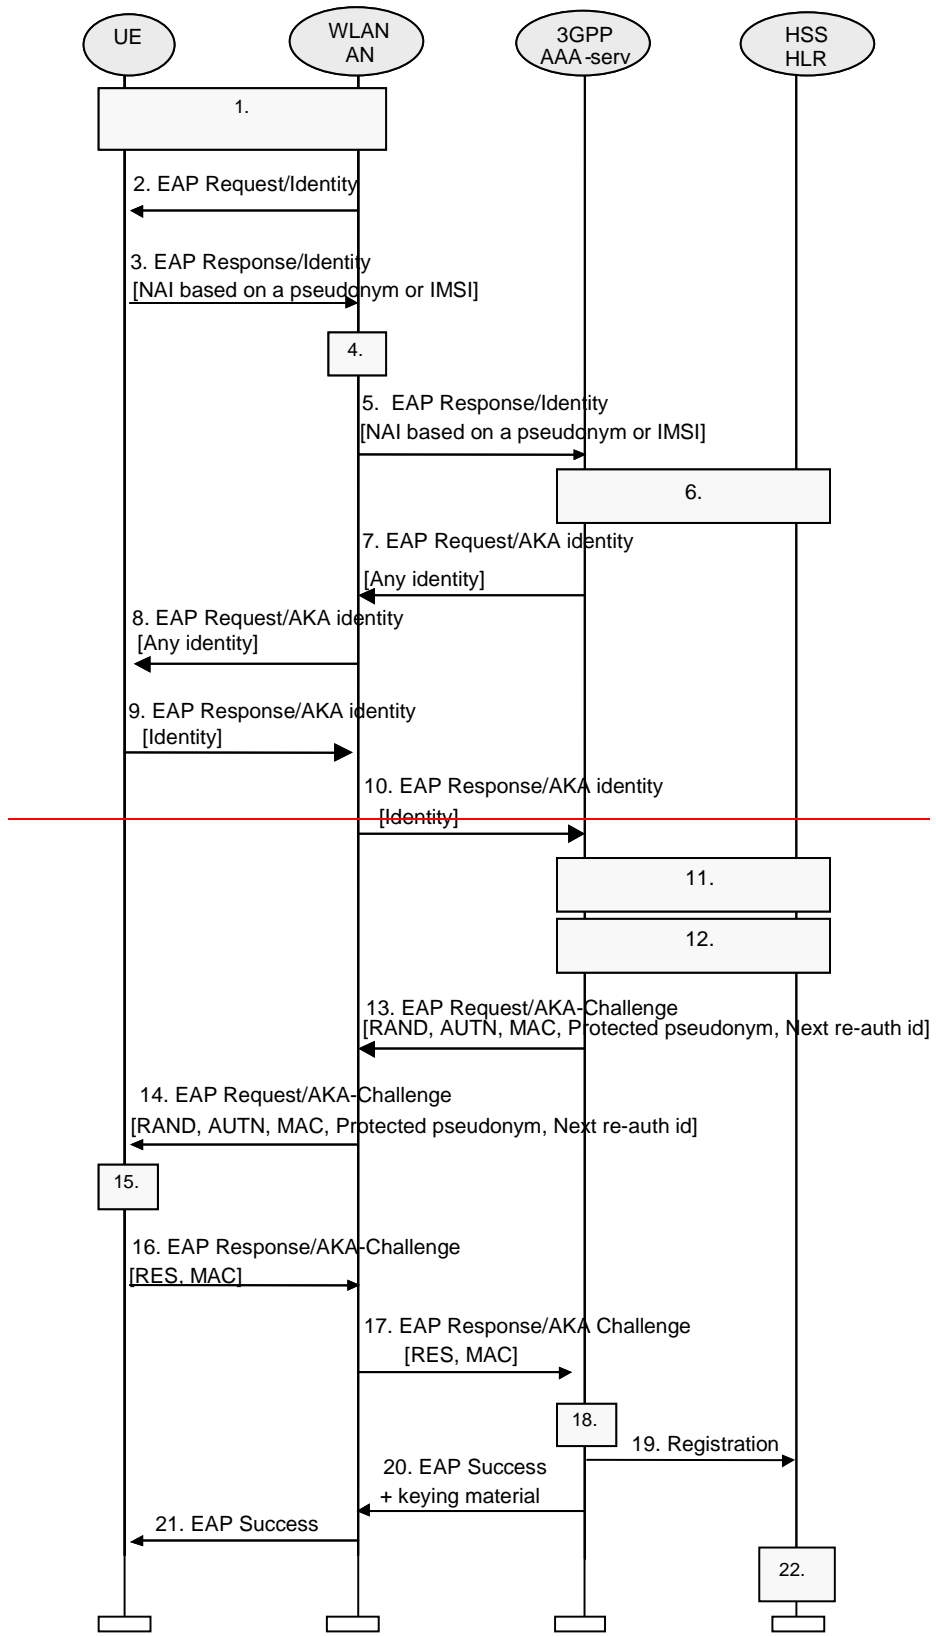 UE
WLAN
AN
3GPP
AAA-serv
HSS
HLR
1.
2. EAP Request/Identity
3. EAP Response/Identity
[NAI based on a pseudonym or IMSI]
4.
5. EAP Response/Identity
[NAI based on a pseudonym or IMSI]
6.
7. EAP Request/AKA identity
[Any identity]
8. EAP Request/AKA identity
[Any identity]
9. EAP Response/AKA identity
[Identity]
10. EAP Response/AKA identity
[Identity]
11.
12.
13. EAP Request/AKA-Challenge
[RAND, AUTN, MAC, Protected pseudonym, Next re-auth id]
14. EAP Request/AKA-Challenge
[RAND, AUTN, MAC, Protected pseudonym, Next re-auth id]
15.
16. EAP Response/AKA-Challenge
[RES, MAC]
17. EAP Response/AKA Challenge
[RES, MAC]
18.
19. Registration
20. EAP Success
+ keying material
21. EAP Success
22.